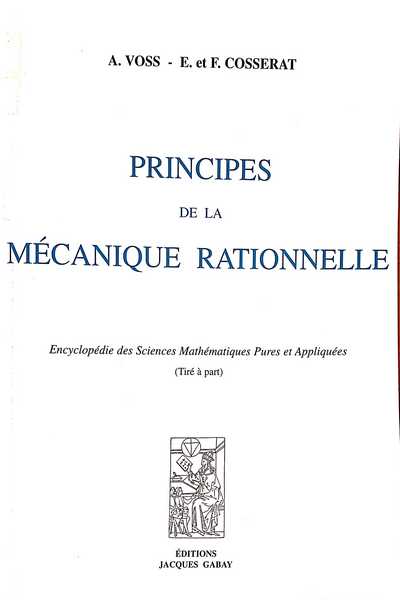 A. VOSS - E. et F. COSSERAT
PRINCIPES
DE LA
MÉCANIQUE RATIONNELLE
Encyclopédie des Sciences Mathématiques Pures et Appliquées
(Tiré à part)
ÉDITIONS
JACQUES GABAY